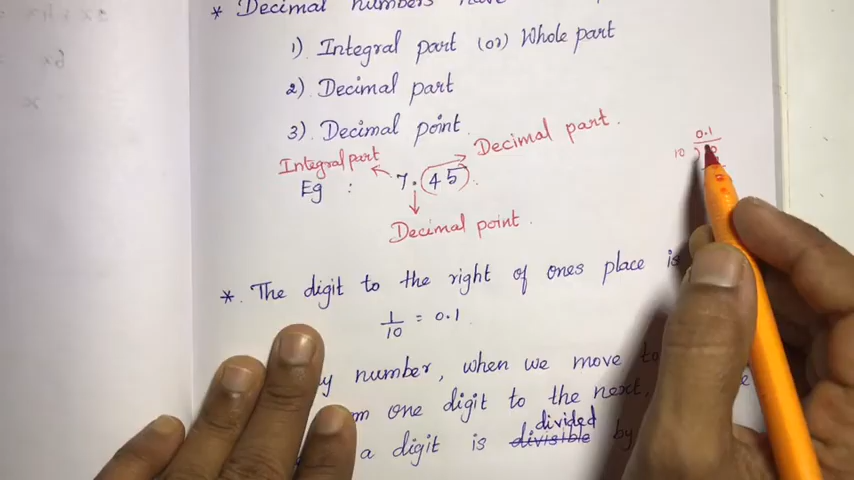 * Decimal numbers have
1) Integral part (or) Whole part
2) Decimal part
3) Decimal point
Integral part
Decimal part.
Eg : 7.45
Decimal point.
0.1
10
* The digit to the right of ones place is
1/10 = 0.1
number, when we move to
one digit to the next,
divided
a digit is divisible by